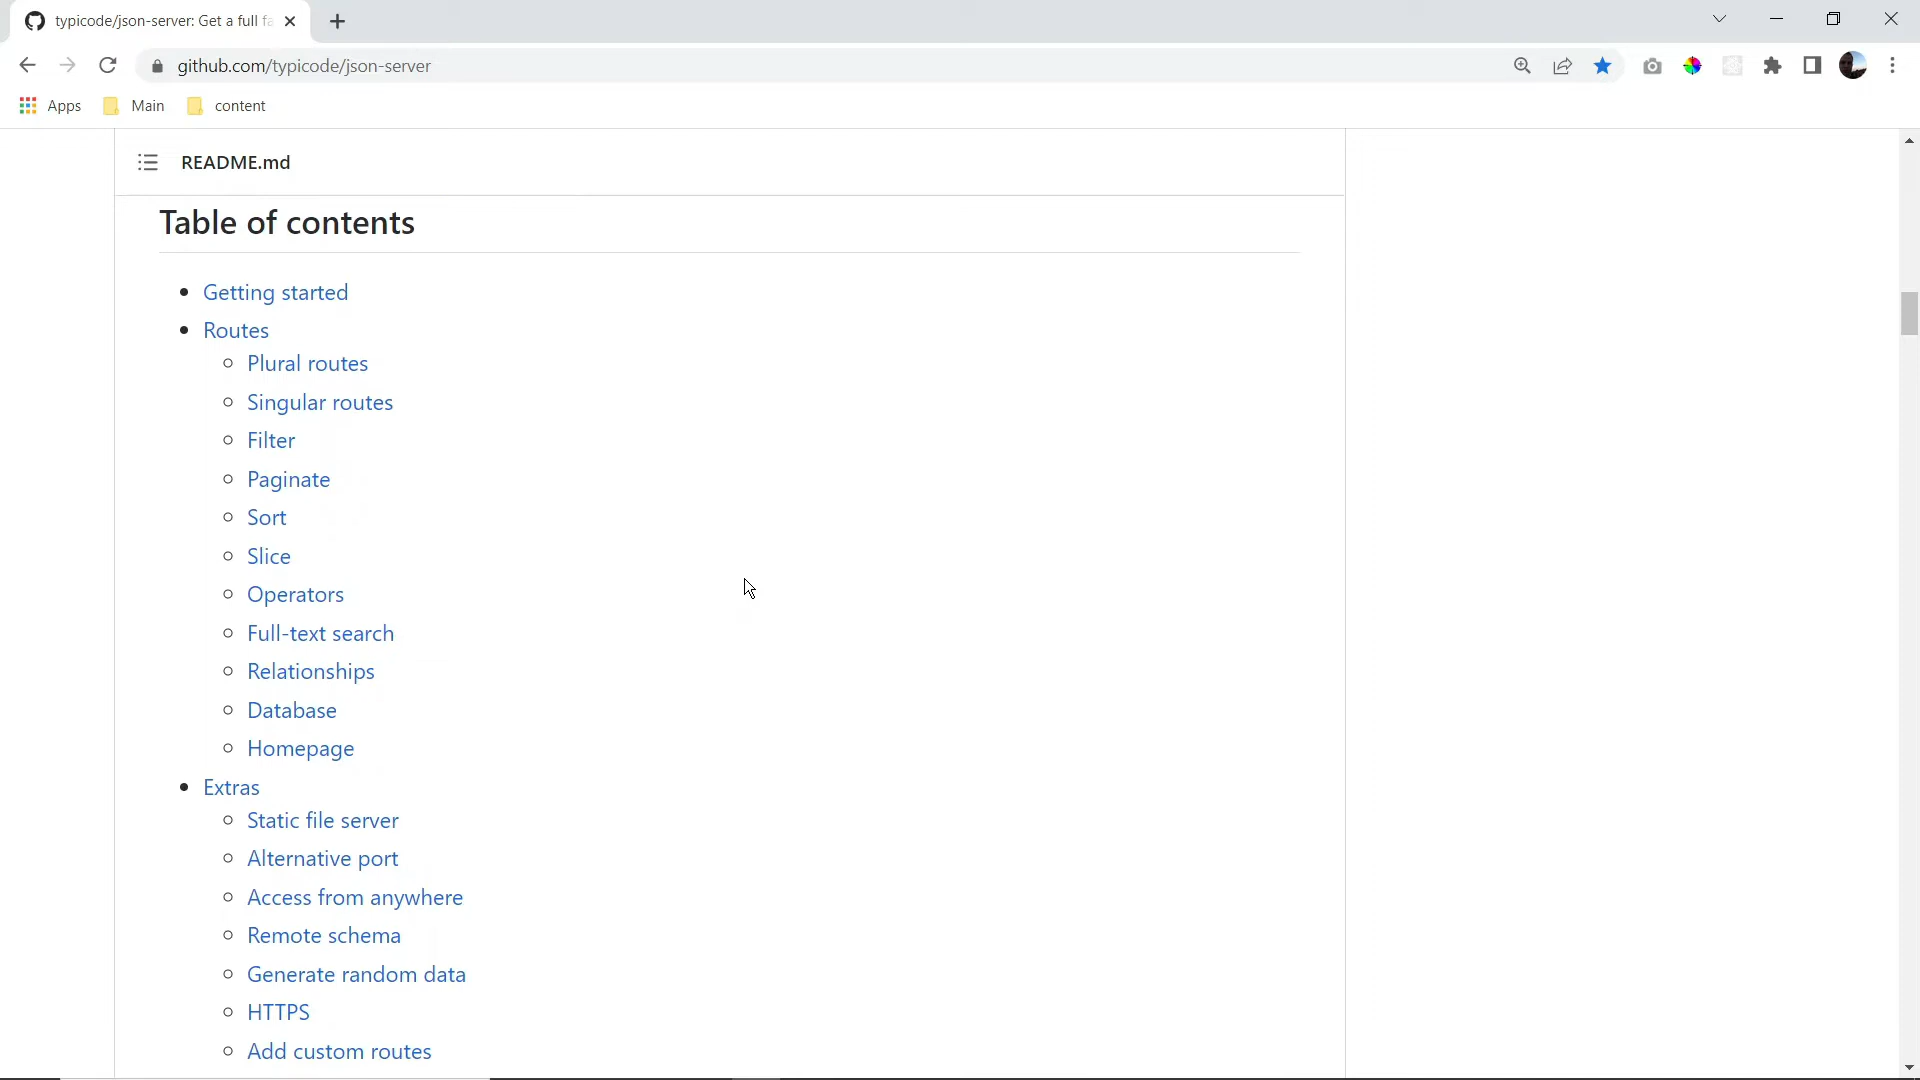 typicode/json-server: Get a full fa
github.com/typicode/json-server
Apps
Main
content
README.md
Table of contents
Getting started
Routes
Plural routes
Singular routes
Filter
Paginate
Sort
Slice
Operators
Full-text search
Relationships
Database
Homepage
Extras
Static file server
Alternative port
Access from anywhere
Remote schema
Generate random data
HTTPS
Add custom routes